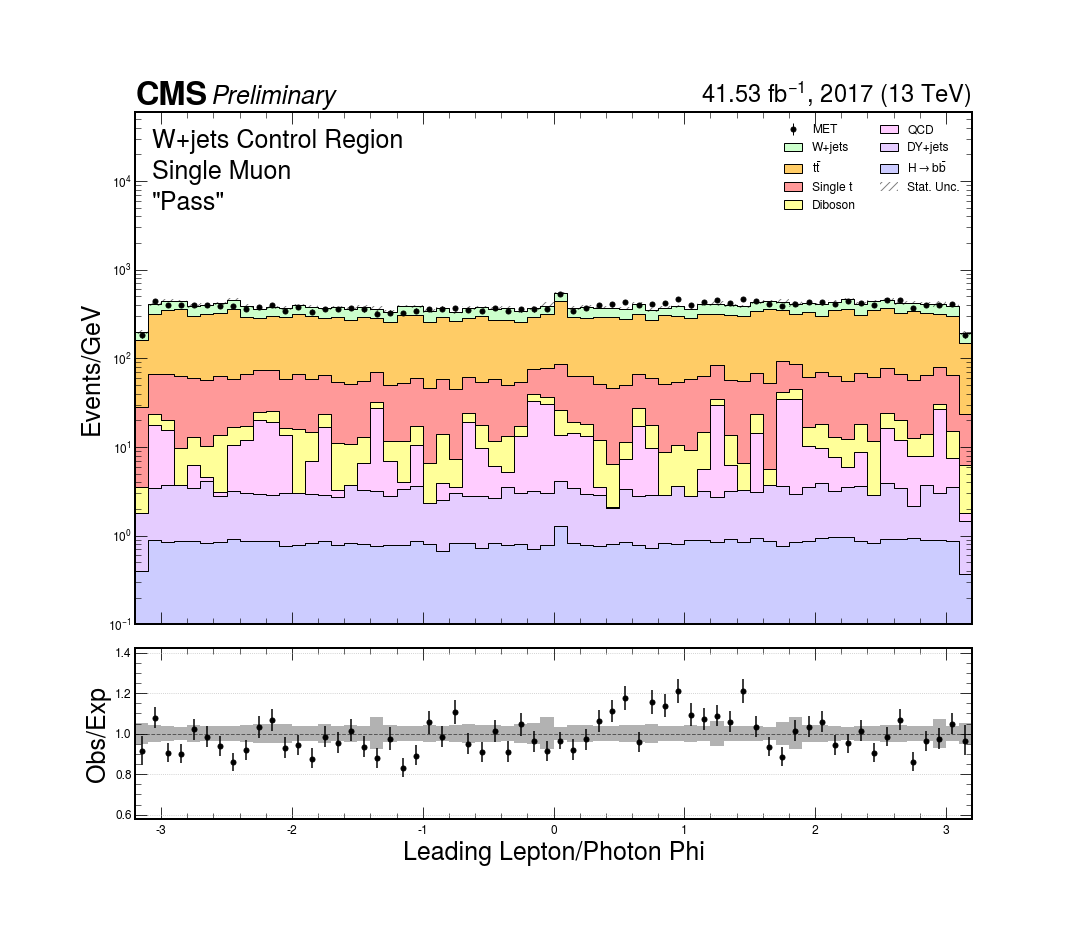 CMS Preliminary
41.53 fb⁻¹, 2017 (13 TeV)
W+jets Control Region
Single Muon
"Pass"
MET
W+jets
tt̄
Single t
Diboson
QCD
DY+jets
H→bb̄
Stat. Unc.
Events/GeV
10⁴
10³
10²
10¹
10⁰
10⁻¹
Obs/Exp
1.4
1.2
1.0
0.8
0.6
-3 -2 -1 0 1 2 3
Leading Lepton/Photon Phi